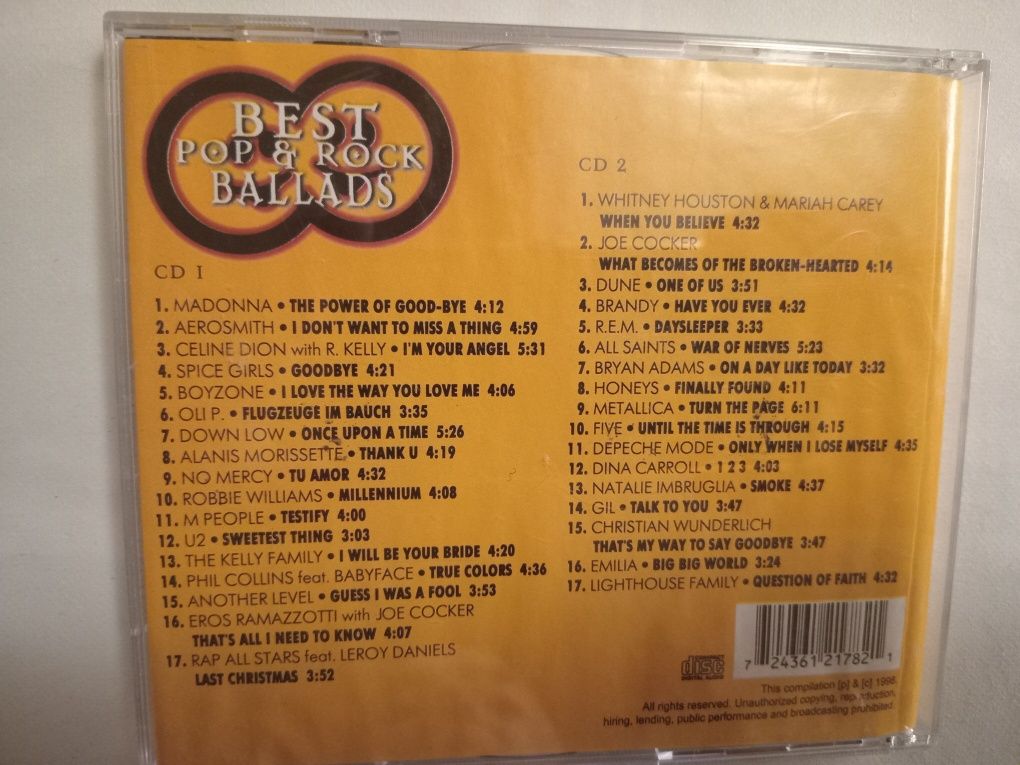 BEST
POP & ROCK
BALLADS
CD 1
1. MADONNA • THE POWER OF GOOD-BYE 4:12
2. AEROSMITH • I DON'T WANT TO MISS A THING 4:59
3. CELINE DION with R. KELLY • I'M YOUR ANGEL 5:31
4. SPICE GIRLS • GOODBYE 4:21
5. BOYZONE • I LOVE THE WAY YOU LOVE ME 4:06
6. OLI P. • FLUGZEUGE IM BAUCH 3:35
7. DOWN LOW • ONCE UPON A TIME 5:26
8. ALANIS MORISSETTE • THANK U 4:19
9. NO MERCY • TU AMOR 4:32
10. ROBBIE WILLIAMS • MILLENNIUM 4:08
11. M PEOPLE • TESTIFY 4:00
12. U2 • SWEETEST THING 3:03
13. THE KELLY FAMILY • I WILL BE YOUR BRIDE 4:20
14. PHIL COLLINS feat. BABYFACE • TRUE COLORS 4:36
15. ANOTHER LEVEL • GUESS I WAS A FOOL 3:53
16. EROS RAMAZZOTTI with JOE COCKER
THAT'S ALL I NEED TO KNOW 4:07
17. RAP ALL STARS feat. LEROY DANIELS
LAST CHRISTMAS 3:52
CD 2
1. WHITNEY HOUSTON & MARIAH CAREY
WHEN YOU BELIEVE 4:32
2. JOE COCKER
WHAT BECOMES OF THE BROKEN-HEARTED 4:14
3. DUNE • ONE OF US 3:51
4. BRANDY • HAVE YOU EVER 4:32
5. R.E.M. • DAYSLEEPER 3:33
6. ALL SAINTS • WAR OF NERVES 5:23
7. BRYAN ADAMS • ON A DAY LIKE TODAY 3:32
8. HONEYS • FINALLY FOUND 4:11
9. METALLICA • TURN THE PAGE 6:11
10. FIVE • UNTIL THE TIME IS THROUGH 4:15
11. DEPECHE MODE • ONLY WHEN I LOSE MYSELF 4:35
12. DINA CARROLL • 1 2 3 4:03
13. NATALIE IMBRUGLIA • SMOKE 4:37
14. GIL • TALK TO YOU 3:47
15. CHRISTIAN WUNDERLICH
THAT'S MY WAY TO SAY GOODBYE 3:47
16. EMILIA • BIG BIG WORLD 3:24
17. LIGHTHOUSE FAMILY • QUESTION OF FAITH 4:32
disc
DIGITAL AUDIO
7 24361 21782 1
This compilation [p] & [c] 1998.
All rights reserved. Unauthorized copying, reproduction,
hiring, lending, public performance and broadcasting prohibited.